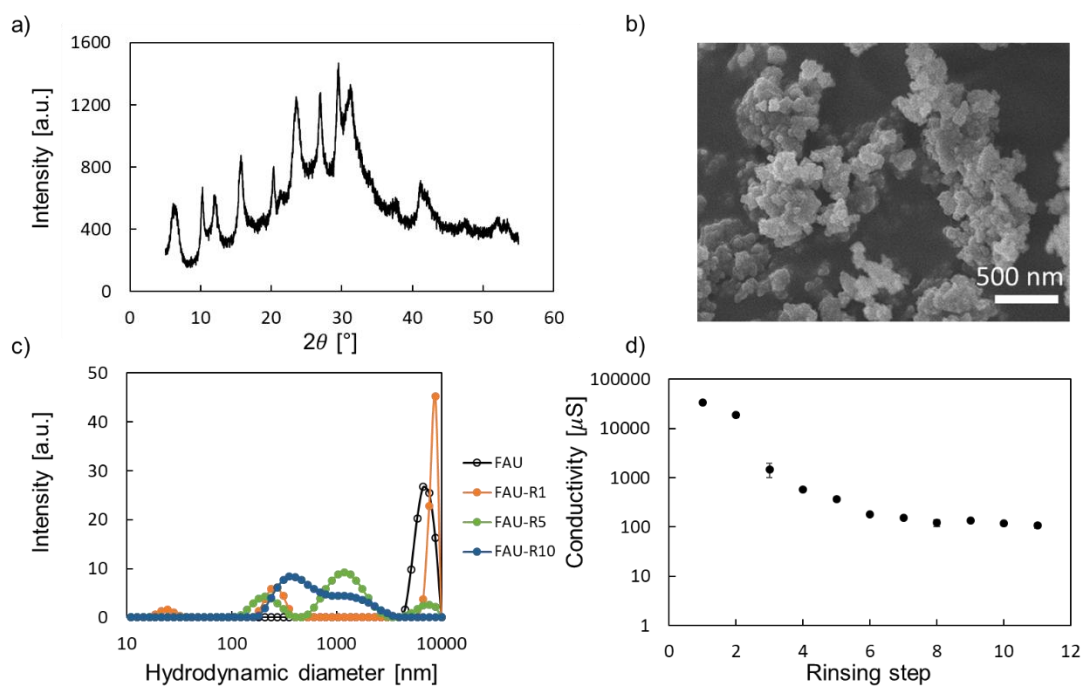 a)
Intensity [a.u.]
1600
1200
800
400
0
0 10 20 30 40 50 60
2θ [°]
b)
500 nm
c)
Intensity [a.u.]
50
40
30
20
10
0
10 100 1000 10000
Hydrodynamic diameter [nm]
FAU
FAU-R1
FAU-R5
FAU-R10
d)
Conductivity [μS]
100000
10000
1000
100
10
1
0 2 4 6 8 10 12
Rinsing step